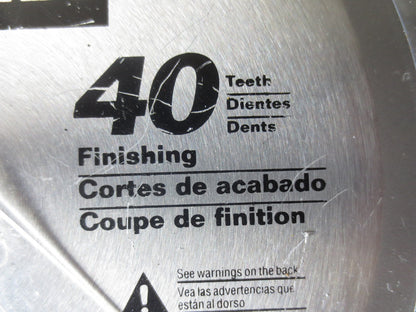 40
Teeth
Dientes
Dents
Finishing
Cortes de acabado
Coupe de finition
See warnings on the back
Vea las advertencias que
están al dorso